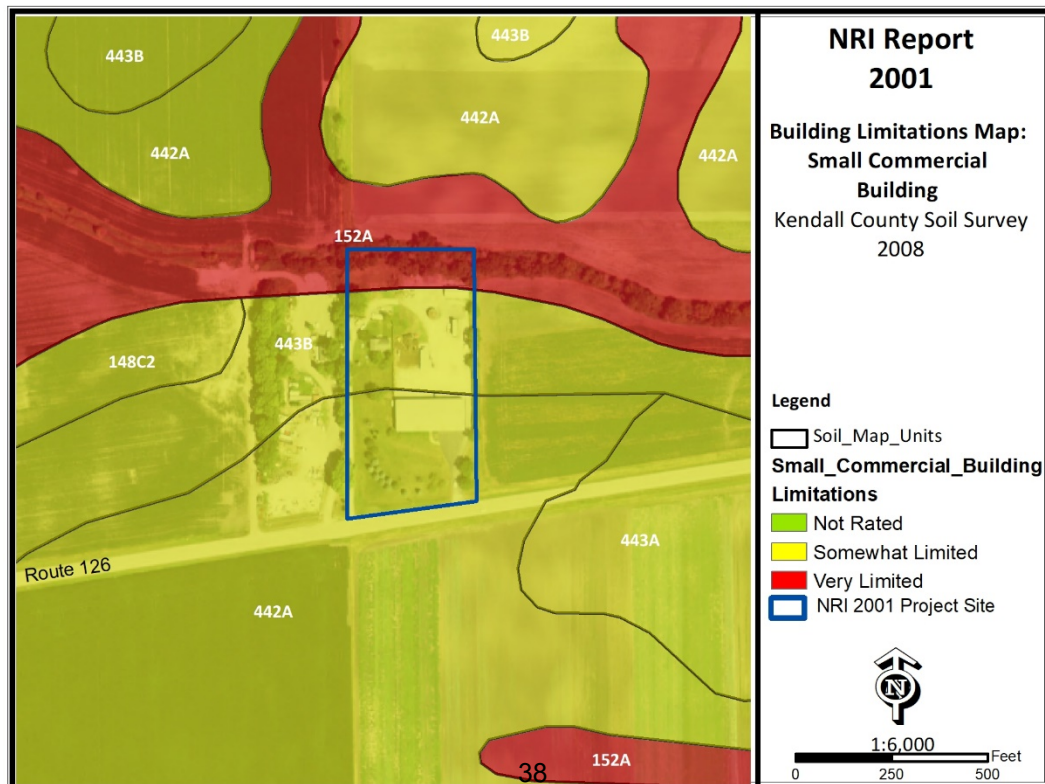 443B
443B
442A
442A
442A
152A
148C2
443B
443A
Route 126
442A
152A
38
NRI Report
2001
Building Limitations Map:
Small Commercial
Building
Kendall County Soil Survey
2008
Legend
Soil_Map_Units
Small_Commercial_Building
Limitations
Not Rated
Somewhat Limited
Very Limited
NRI 2001 Project Site
N
1:6,000
Feet
0 250 500